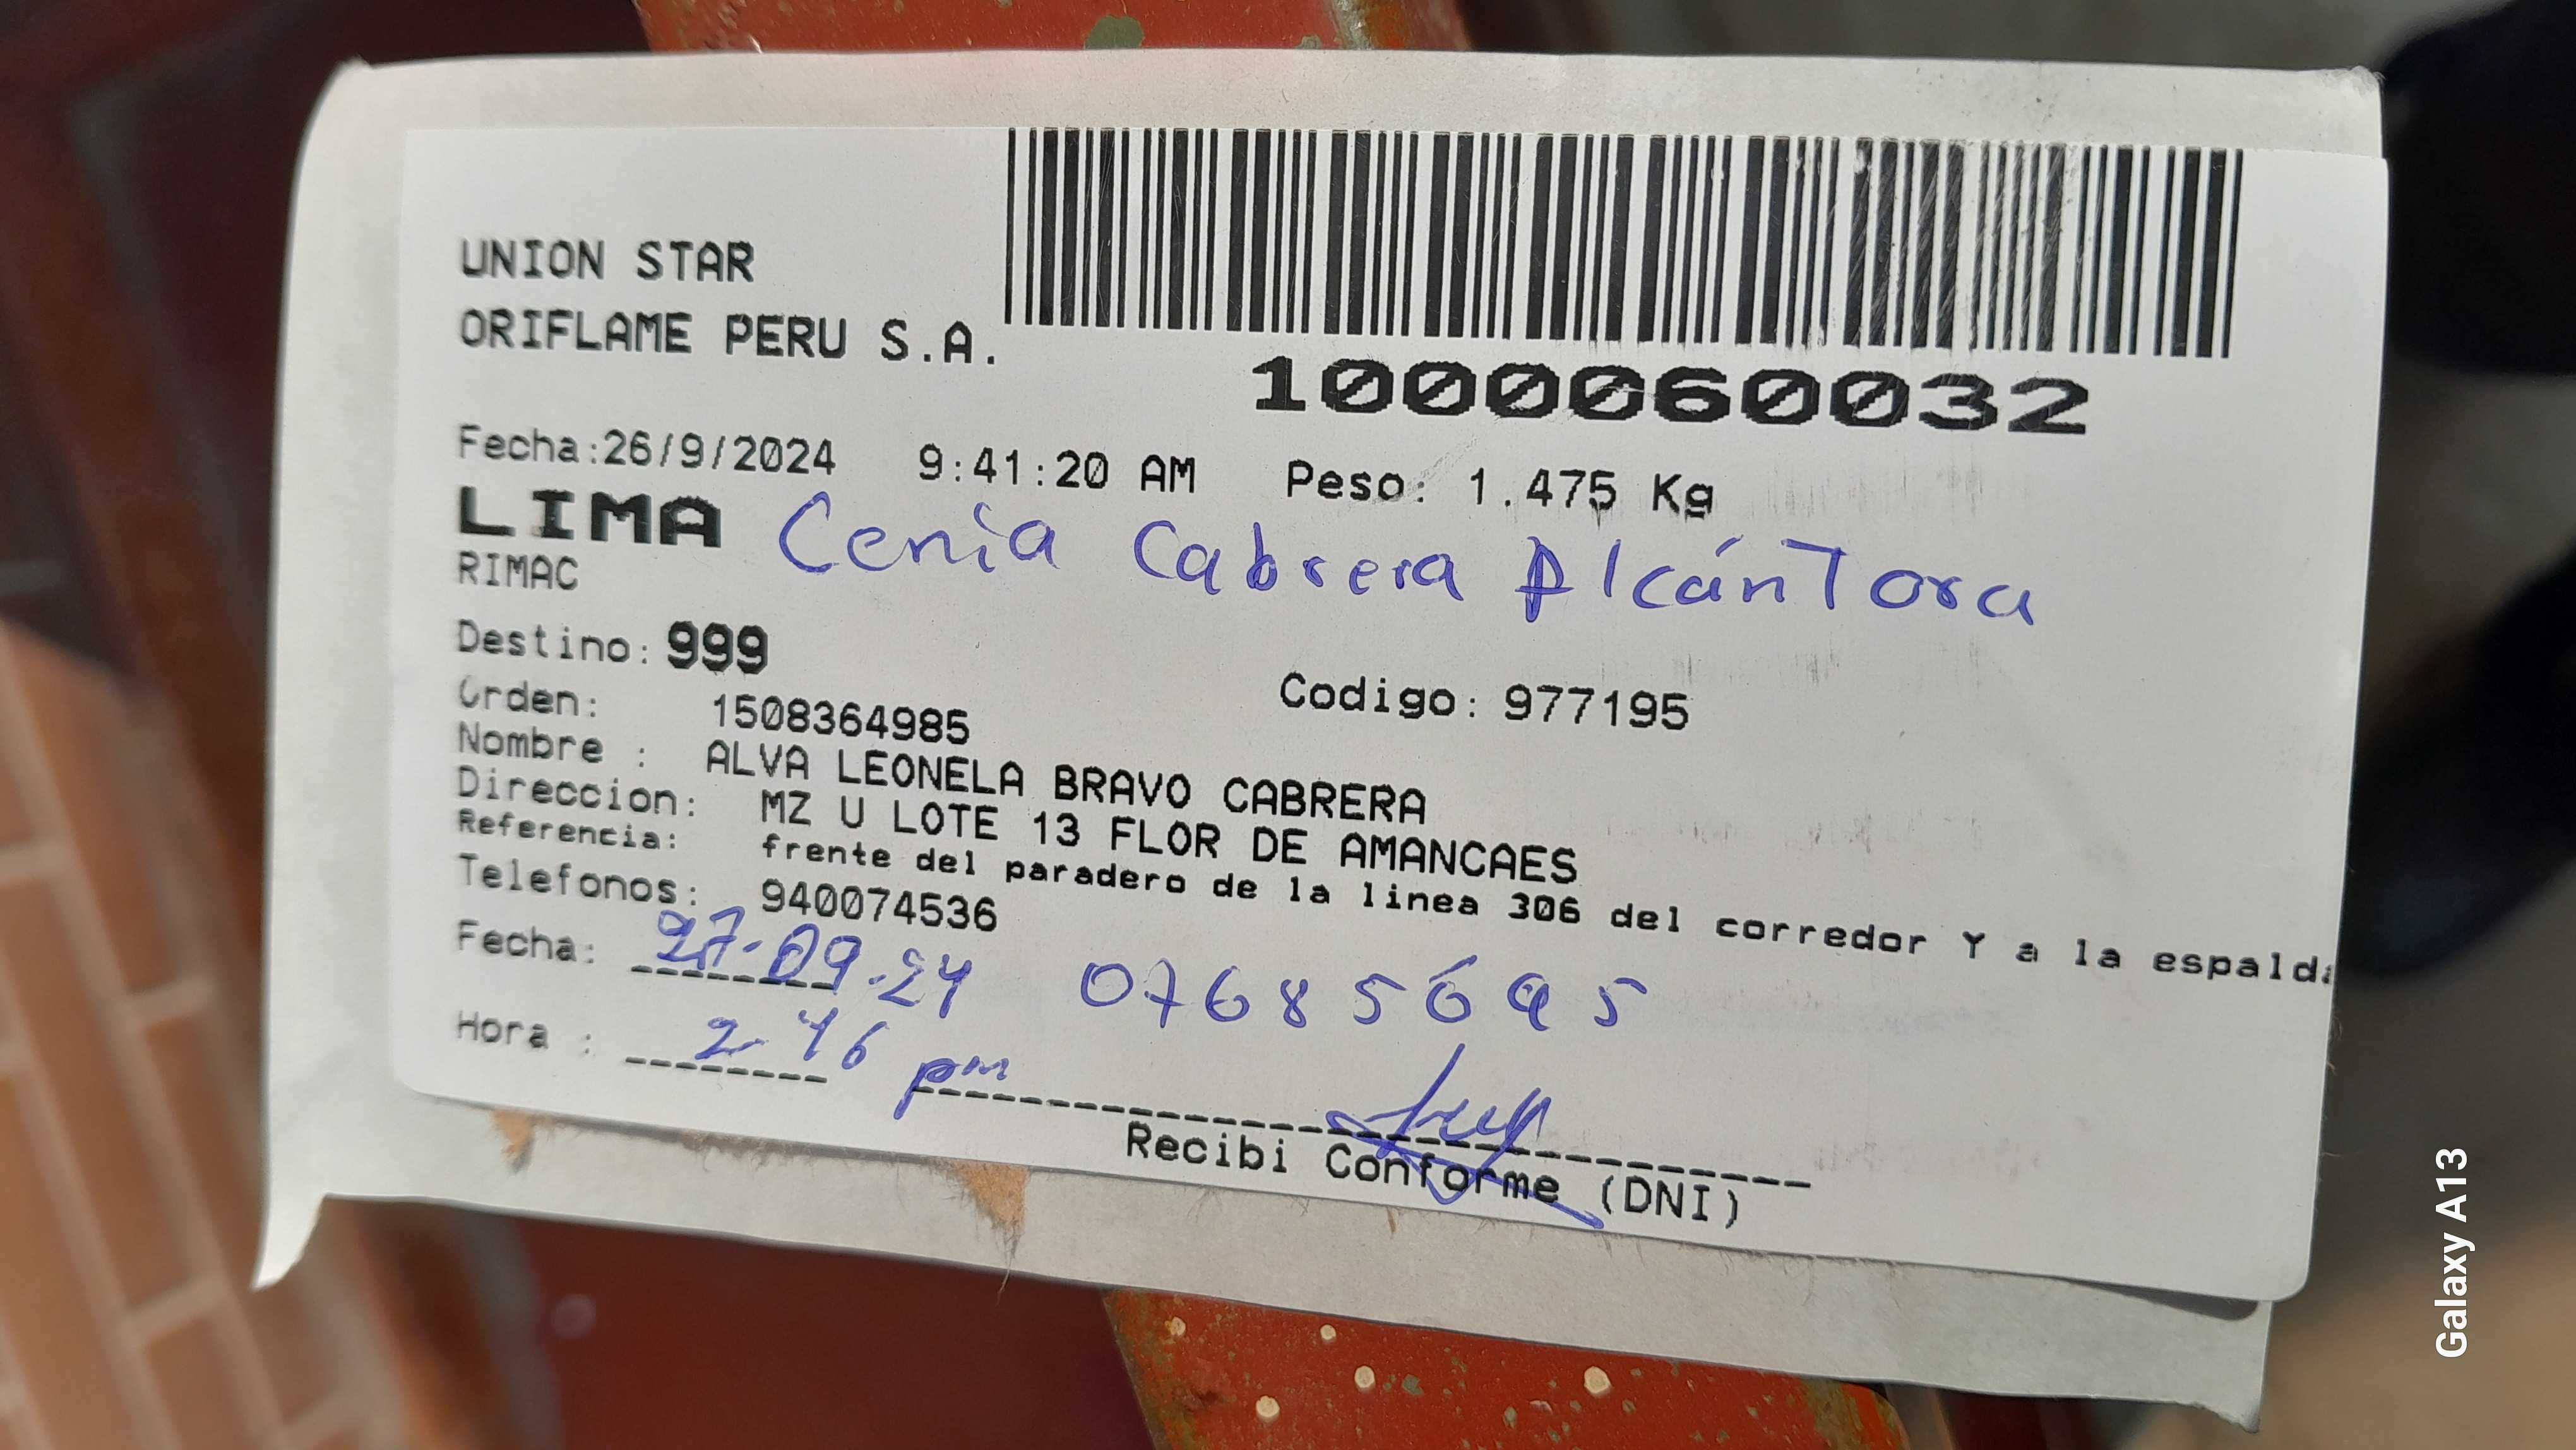 UNION STAR
ORIFLAME PERU S.A.
1000060032
Fecha:26/9/2024 9:41:20 AM Peso: 1.475 Kg
LIMA Cenia Cabrera Alcántara
RIMAC
Destino: 999
Orden: 1508364985 Codigo: 977195
Nombre : ALVA LEONELA BRAVO CABRERA
Direccion: MZ U LOTE 13 FLOR DE AMANCAES
Referencia: frente del paradero de la linea 306 del corredor Y a la espalda
Telefonos: 940074536
Fecha: 27-09-24 07685695
Hora : 2-46 pm
Recibi Conforme (DNI)
Galaxy A13